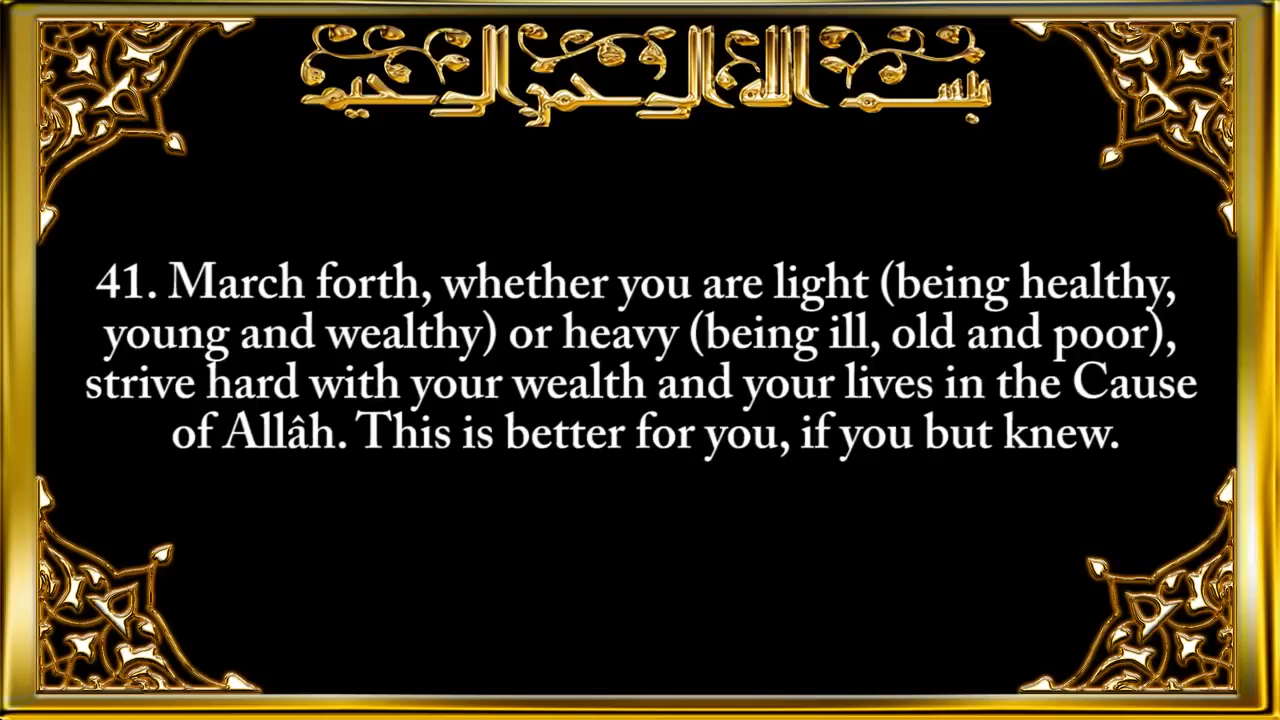 بسم الله الرحمن الرحيم
41. March forth, whether you are light (being healthy,
young and wealthy) or heavy (being ill, old and poor),
strive hard with your wealth and your lives in the Cause
of Allâh. This is better for you, if you but knew.